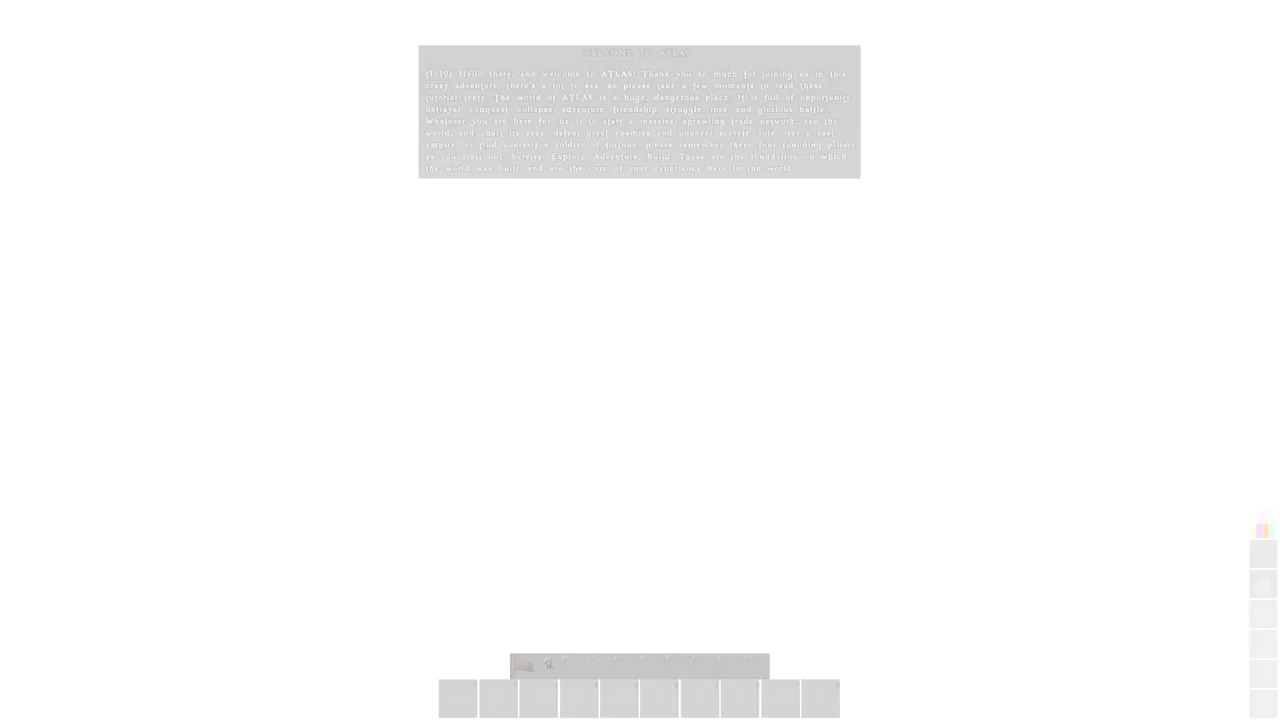 WELCOME TO ATLAS
(1/10) Hello there, and welcome to ATLAS! Thank you so much for joining us in this
crazy adventure, there's a lot to see, so please take a few moments to read these
tutorial texts. The world of ATLAS is a huge, dangerous place. It is full of opportunity,
betrayal, conquest, collapse, adventure, friendship, struggle, loss, and glorious battle.
Whatever you are here for, be it to start a massive, sprawling trade network, see the
world, and chart its seas, defeat great enemies and uncover secrets, rule over a vast
empire, or find yourself a soldier of fortune, please remember these four founding pillars
as you start out: Survive, Explore, Adventure, Build. These are the foundation on which
the world was built, and are the core of your experience here in the world.